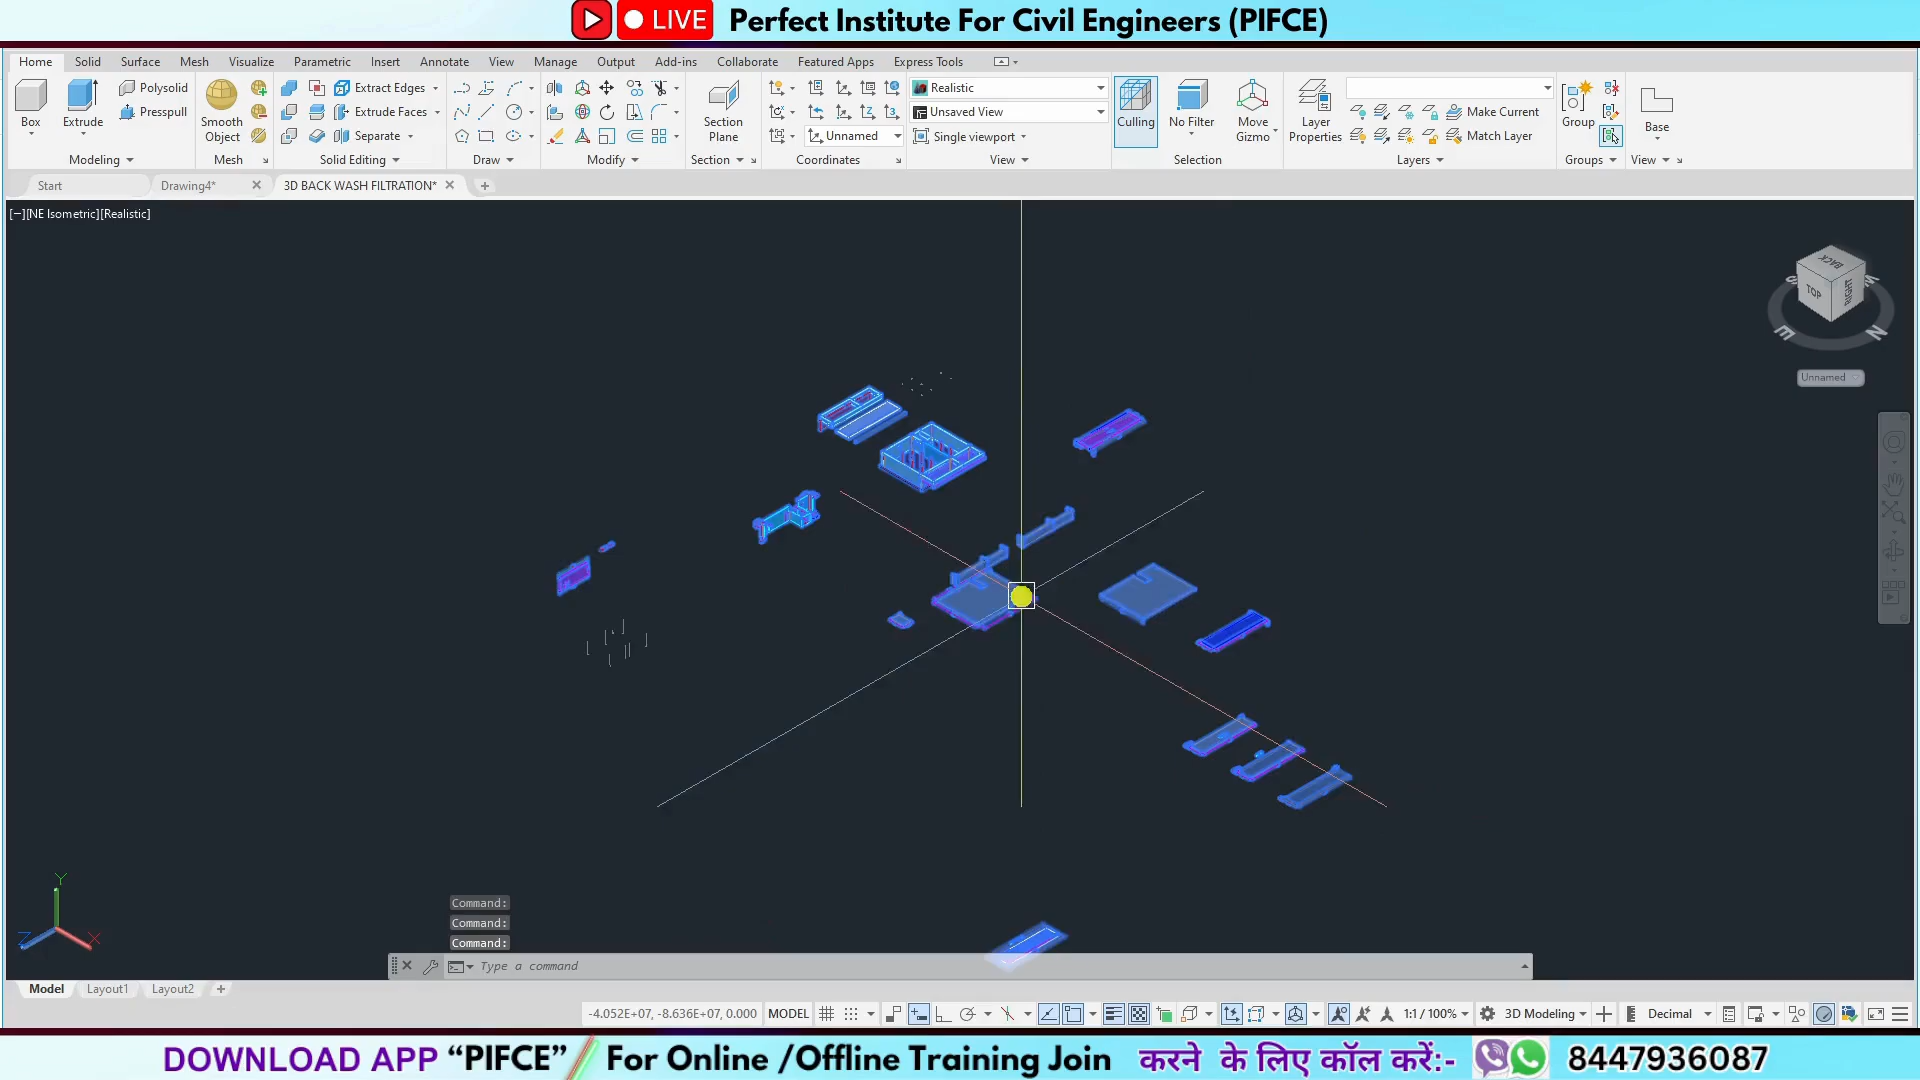 LIVE Perfect Institute For Civil Engineers (PIFCE)
Home Solid Surface Mesh Visualize Parametric Insert Annotate View Manage Output Add-ins Collaborate Featured Apps Express Tools
Polysolid Extract Edges Realistic
Presspull Extrude Faces Unsaved View Make Current
Box Extrude Smooth Object Separate Section Plane Unnamed Single viewport Culling No Filter Move Gizmo Layer Properties Match Layer Group Base
Modeling Mesh Solid Editing Draw Modify Section Coordinates View Selection Layers Groups View
Start Drawing4* 3D BACK WASH FILTRATION*
[−][NE Isometric][Realistic]
BACK
TOP RIGHT
E N
Unnamed
Y
Z X
Command:
Command:
Command:
Type a command
Model Layout1 Layout2
-4.052E+07, -8.636E+07, 0.000 MODEL 1:1 / 100% 3D Modeling Decimal
DOWNLOAD APP “PIFCE” For Online /Offline Training Join करने के लिए कॉल करें:- 8447936087